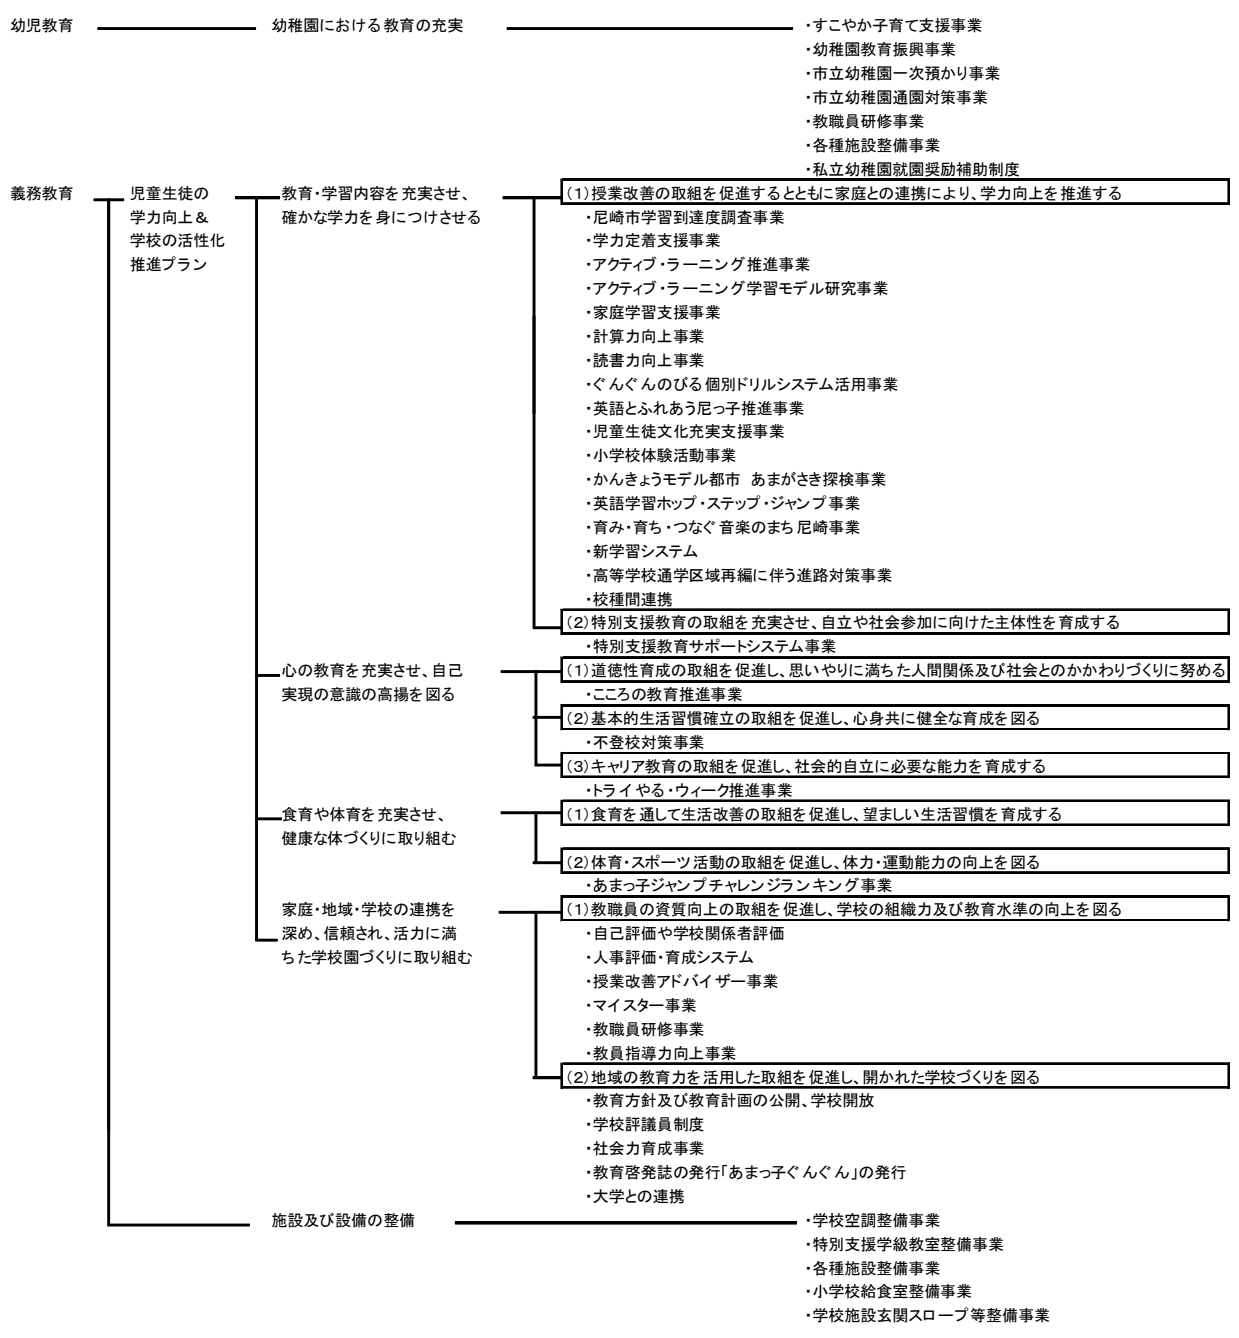 幼児教育
幼稚園における教育の充実
・すこやか子育て支援事業
・幼稚園教育振興事業
・市立幼稚園一次預かり事業
・市立幼稚園通園対策事業
・教職員研修事業
・各種施設整備事業
・私立幼稚園就園奨励補助制度
義務教育
児童生徒の
学力向上＆
学校の活性化
推進プラン
教育・学習内容を充実させ、
確かな学力を身につけさせる
（１）授業改善の取組を促進するとともに家庭との連携により、学力向上を推進する
・尼崎市学習到達度調査事業
・学力定着支援事業
・アクティブ・ラーニング推進事業
・アクティブ・ラーニング学習モデル研究事業
・家庭学習支援事業
・計算力向上事業
・読書力向上事業
・ぐんぐんのびる個別ドリルシステム活用事業
・英語とふれあう尼っ子推進事業
・児童生徒文化充実支援事業
・小学校体験活動事業
・かんきょうモデル都市　あまがさき探検事業
・英語学習ホップ・ステップ・ジャンプ事業
・育み・育ち・つなぐ音楽のまち尼崎事業
・新学習システム
・高等学校通学区域再編に伴う進路対策事業
・校種間連携
（２）特別支援教育の取組を充実させ、自立や社会参加に向けた主体性を育成する
・特別支援教育サポートシステム事業
心の教育を充実させ、自己
実現の意識の高揚を図る
（１）道徳性育成の取組を促進し、思いやりに満ちた人間関係及び社会とのかかわりづくりに努める
・こころの教育推進事業
（２）基本的生活習慣確立の取組を促進し、心身共に健全な育成を図る
・不登校対策事業
（３）キャリア教育の取組を促進し、社会的自立に必要な能力を育成する
・トライやる・ウィーク推進事業
食育や体育を充実させ、
健康な体づくりに取り組む
（１）食育を通して生活改善の取組を促進し、望ましい生活習慣を育成する
（２）体育・スポーツ活動の取組を促進し、体力・運動能力の向上を図る
・あまっ子ジャンプチャレンジランキング事業
家庭・地域・学校の連携を
深め、信頼され、活力に満
ちた学校園づくりに取り組む
（１）教職員の資質向上の取組を促進し、学校の組織力及び教育水準の向上を図る
・自己評価や学校関係者評価
・人事評価・育成システム
・授業改善アドバイザー事業
・マイスター事業
・教職員研修事業
・教員指導力向上事業
（２）地域の教育力を活用した取組を促進し、開かれた学校づくりを図る
・教育方針及び教育計画の公開、学校開放
・学校評議員制度
・社会力育成事業
・教育啓発誌の発行「あまっ子ぐんぐん」の発行
・大学との連携
施設及び設備の整備
・学校空調整備事業
・特別支援学級教室整備事業
・各種施設整備事業
・小学校給食室整備事業
・学校施設玄関スロープ等整備事業